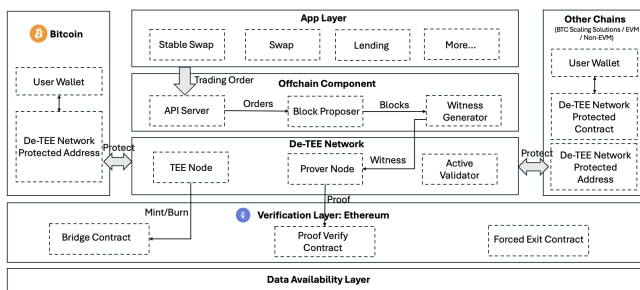 Bitcoin
User Wallet
De-TEE Network
Protected Address
Protect
App Layer
Stable Swap
Swap
Lending
More...
Trading Order
Offchain Component
API Server
Orders
Block Proposer
Blocks
Witness
Generator
De-TEE Network
Witness
TEE Node
Prover Node
Active
Validator
Mint/Burn
Proof
Protect
Other Chains
(BTC Scaling Solutions / EVM
/ Non-EVM)
User Wallet
De-TEE Network
Protected
Contract
De-TEE Network
Protected
Address
Verification Layer: Ethereum
Bridge Contract
Proof Verify
Contract
Forced Exit Contract
Data Availability Layer